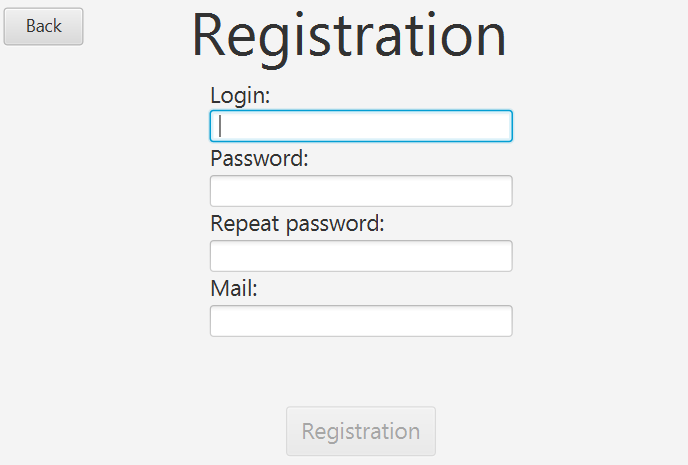 Back
Registration
Login:
Password:
Repeat password:
Mail:
Registration